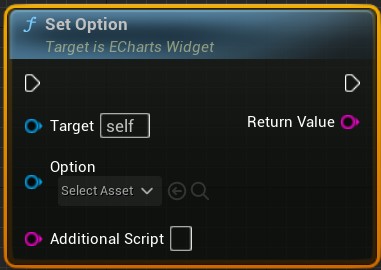 f Set Option
Target is ECharts Widget
Target self
Return Value
Option
Select Asset
Additional Script